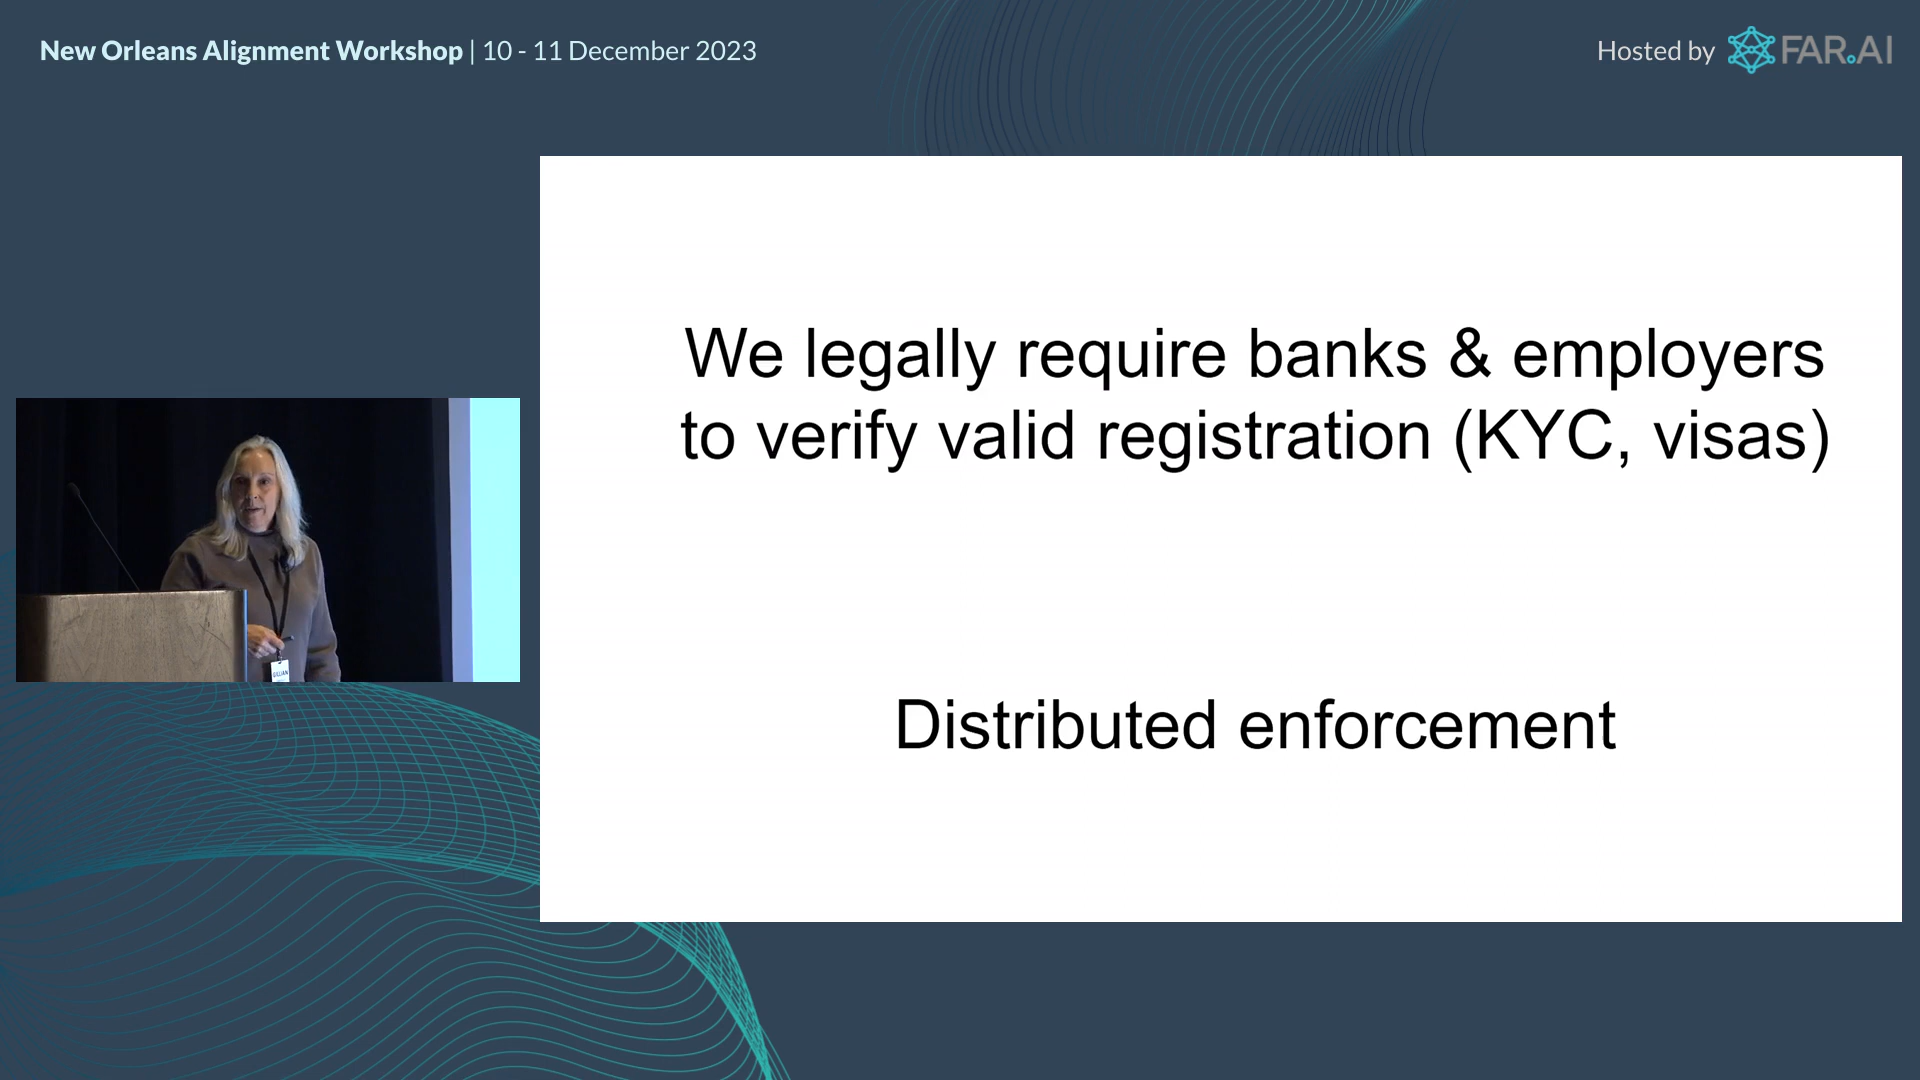 New Orleans Alignment Workshop | 10 - 11 December 2023
Hosted by FAR.AI
We legally require banks & employers
to verify valid registration (KYC, visas)
Distributed enforcement
GILLIAN